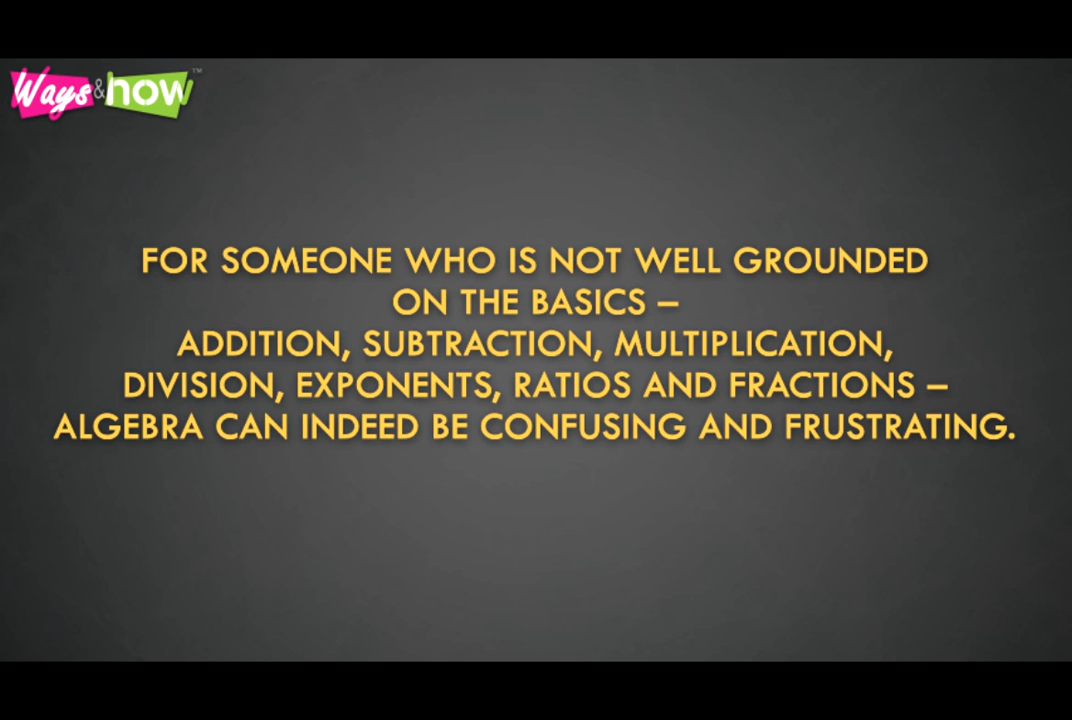 Ways&how™
FOR SOMEONE WHO IS NOT WELL GROUNDED
ON THE BASICS –
ADDITION, SUBTRACTION, MULTIPLICATION,
DIVISION, EXPONENTS, RATIOS AND FRACTIONS –
ALGEBRA CAN INDEED BE CONFUSING AND FRUSTRATING.